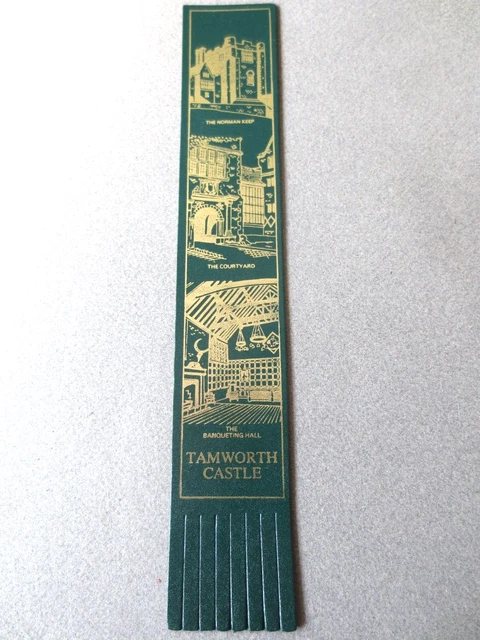 THE NORMAN KEEP
THE COURTYARD
THE
BANQUETING HALL
TAMWORTH
CASTLE